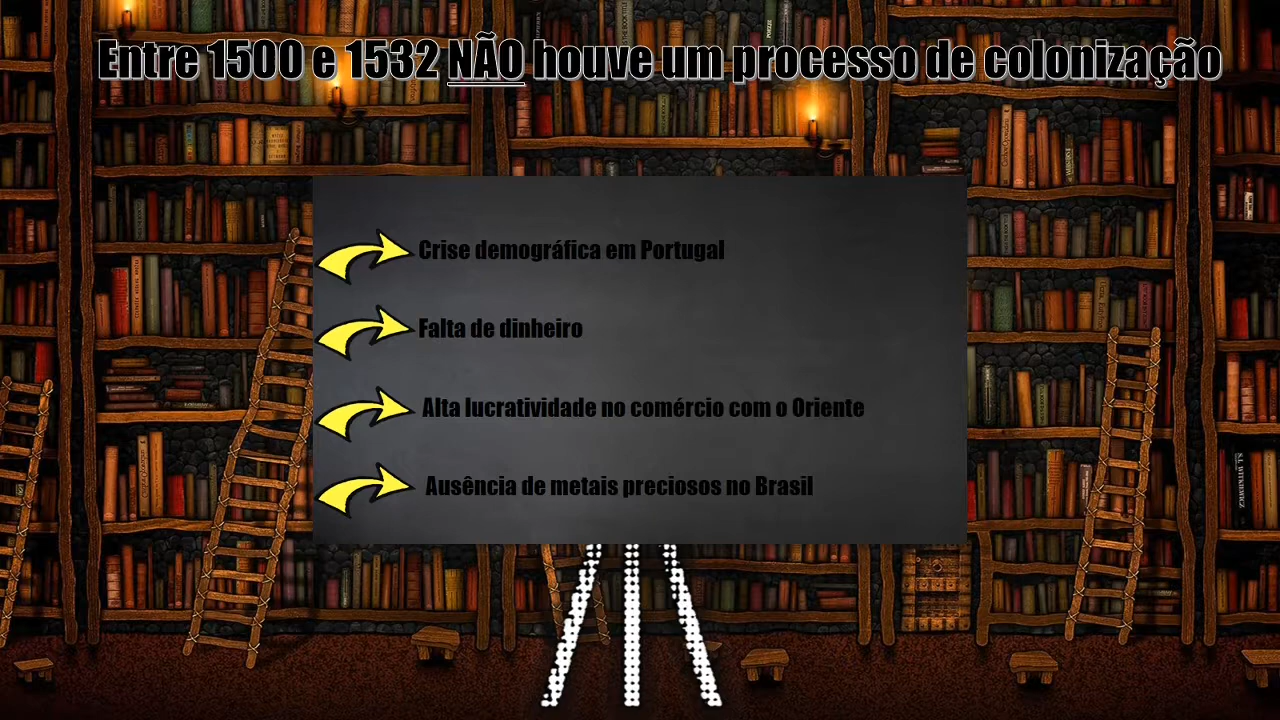 Entre 1500 e 1532 NÃO houve um processo de colonização
Crise demográfica em Portugal
Falta de dinheiro
Alta lucratividade no comércio com o Oriente
Ausência de metais preciosos no Brasil